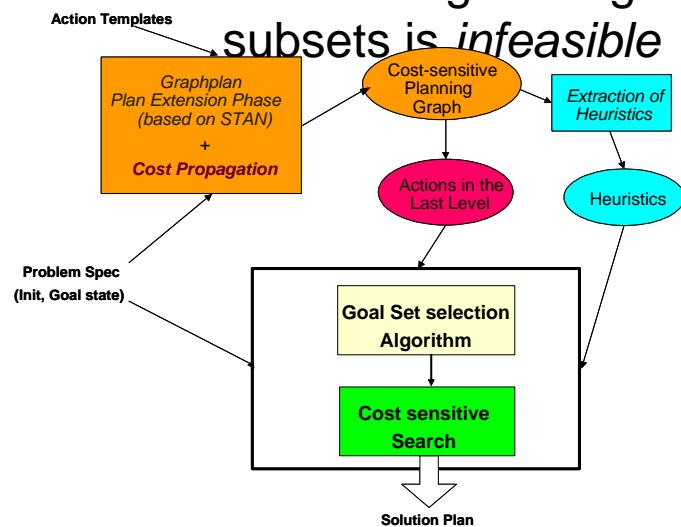 Action Templates
subsets is infeasible
Graphplan
Plan Extension Phase
(based on STAN)
+
Cost Propagation
Cost-sensitive
Planning
Graph
Extraction of
Heuristics
Actions in the
Last Level
Heuristics
Problem Spec
(Init, Goal state)
Goal Set selection
Algorithm
Cost sensitive
Search
Solution Plan